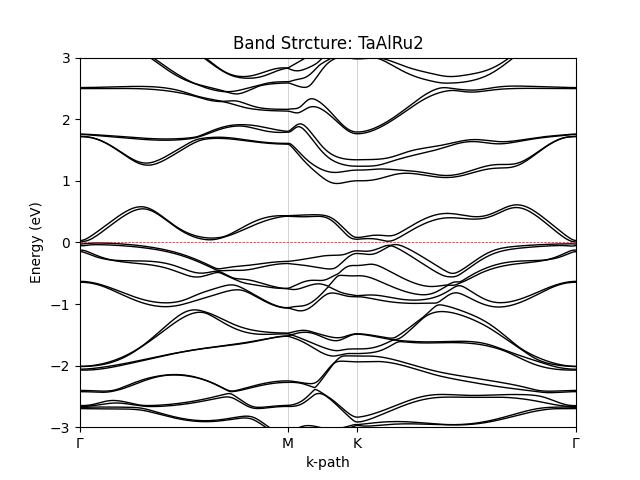 Band Strcture: TaAlRu2
Energy (eV)
3
2
1
0
−1
−2
−3
Γ
M
K
Γ
k-path